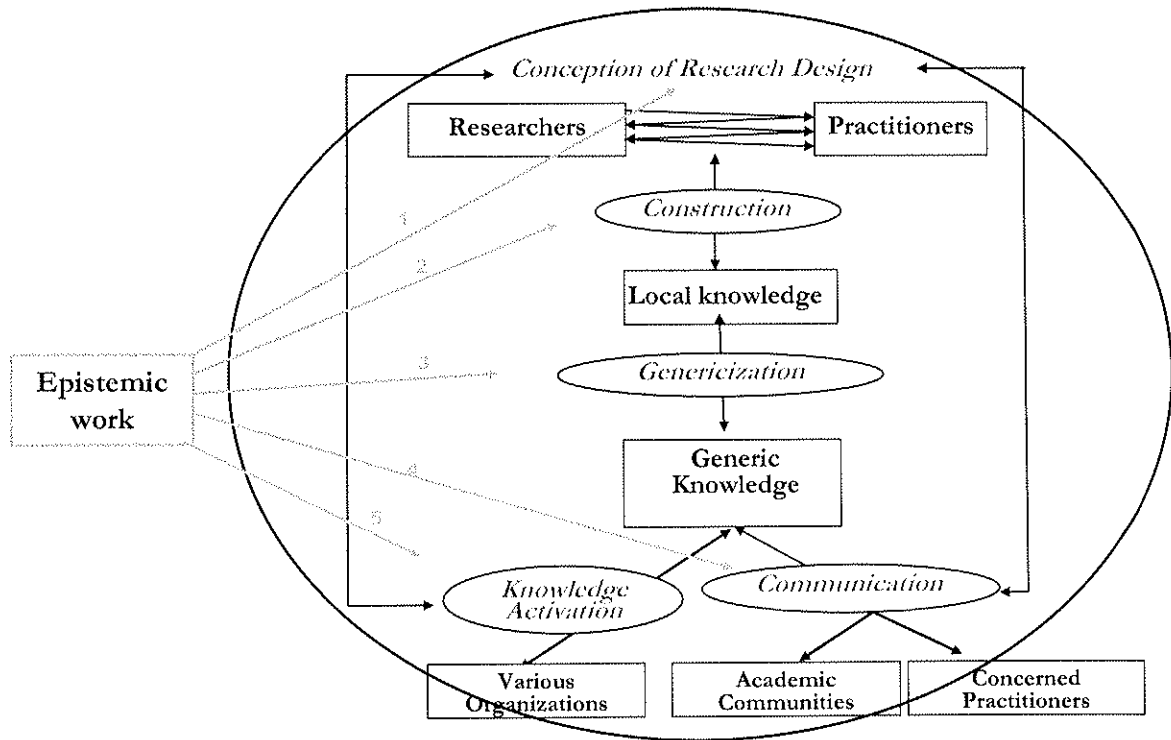 Conception of Research Design
Researchers
Practitioners
1
Construction
2
Local knowledge
Epistemic
work
3
Genericization
4
Generic
Knowledge
5
Knowledge
Activation
Communication
Various
Organizations
Academic
Communities
Concerned
Practitioners